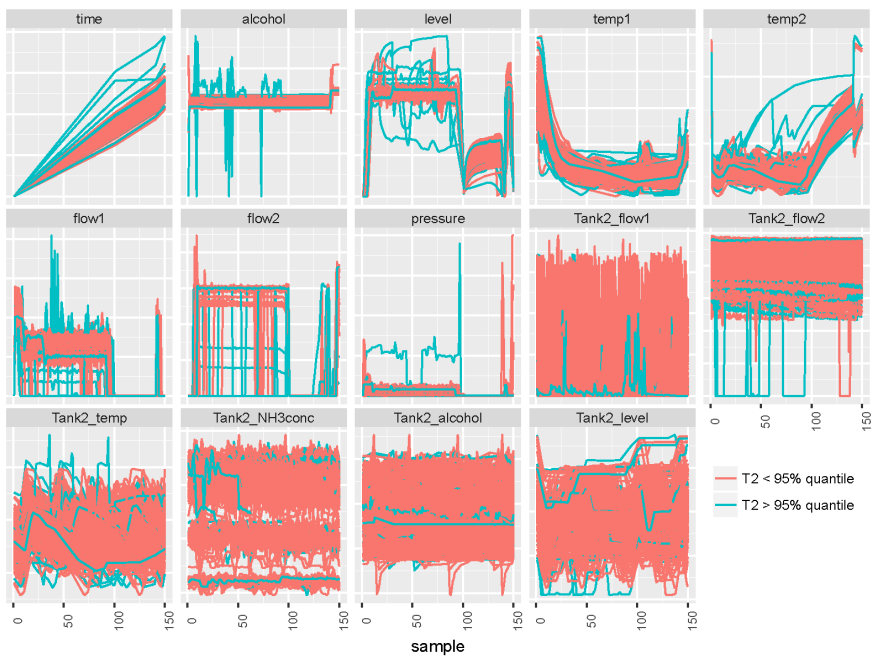 time alcohol level temp1 temp2
flow1 flow2 pressure Tank2_flow1 Tank2_flow2
0 50 100 150
Tank2_temp Tank2_NH3conc Tank2_alcohol Tank2_level
T2 < 95% quantile
T2 > 95% quantile
0 50 100 150 0 50 100 150 0 50 100 150 0 50 100 150
sample